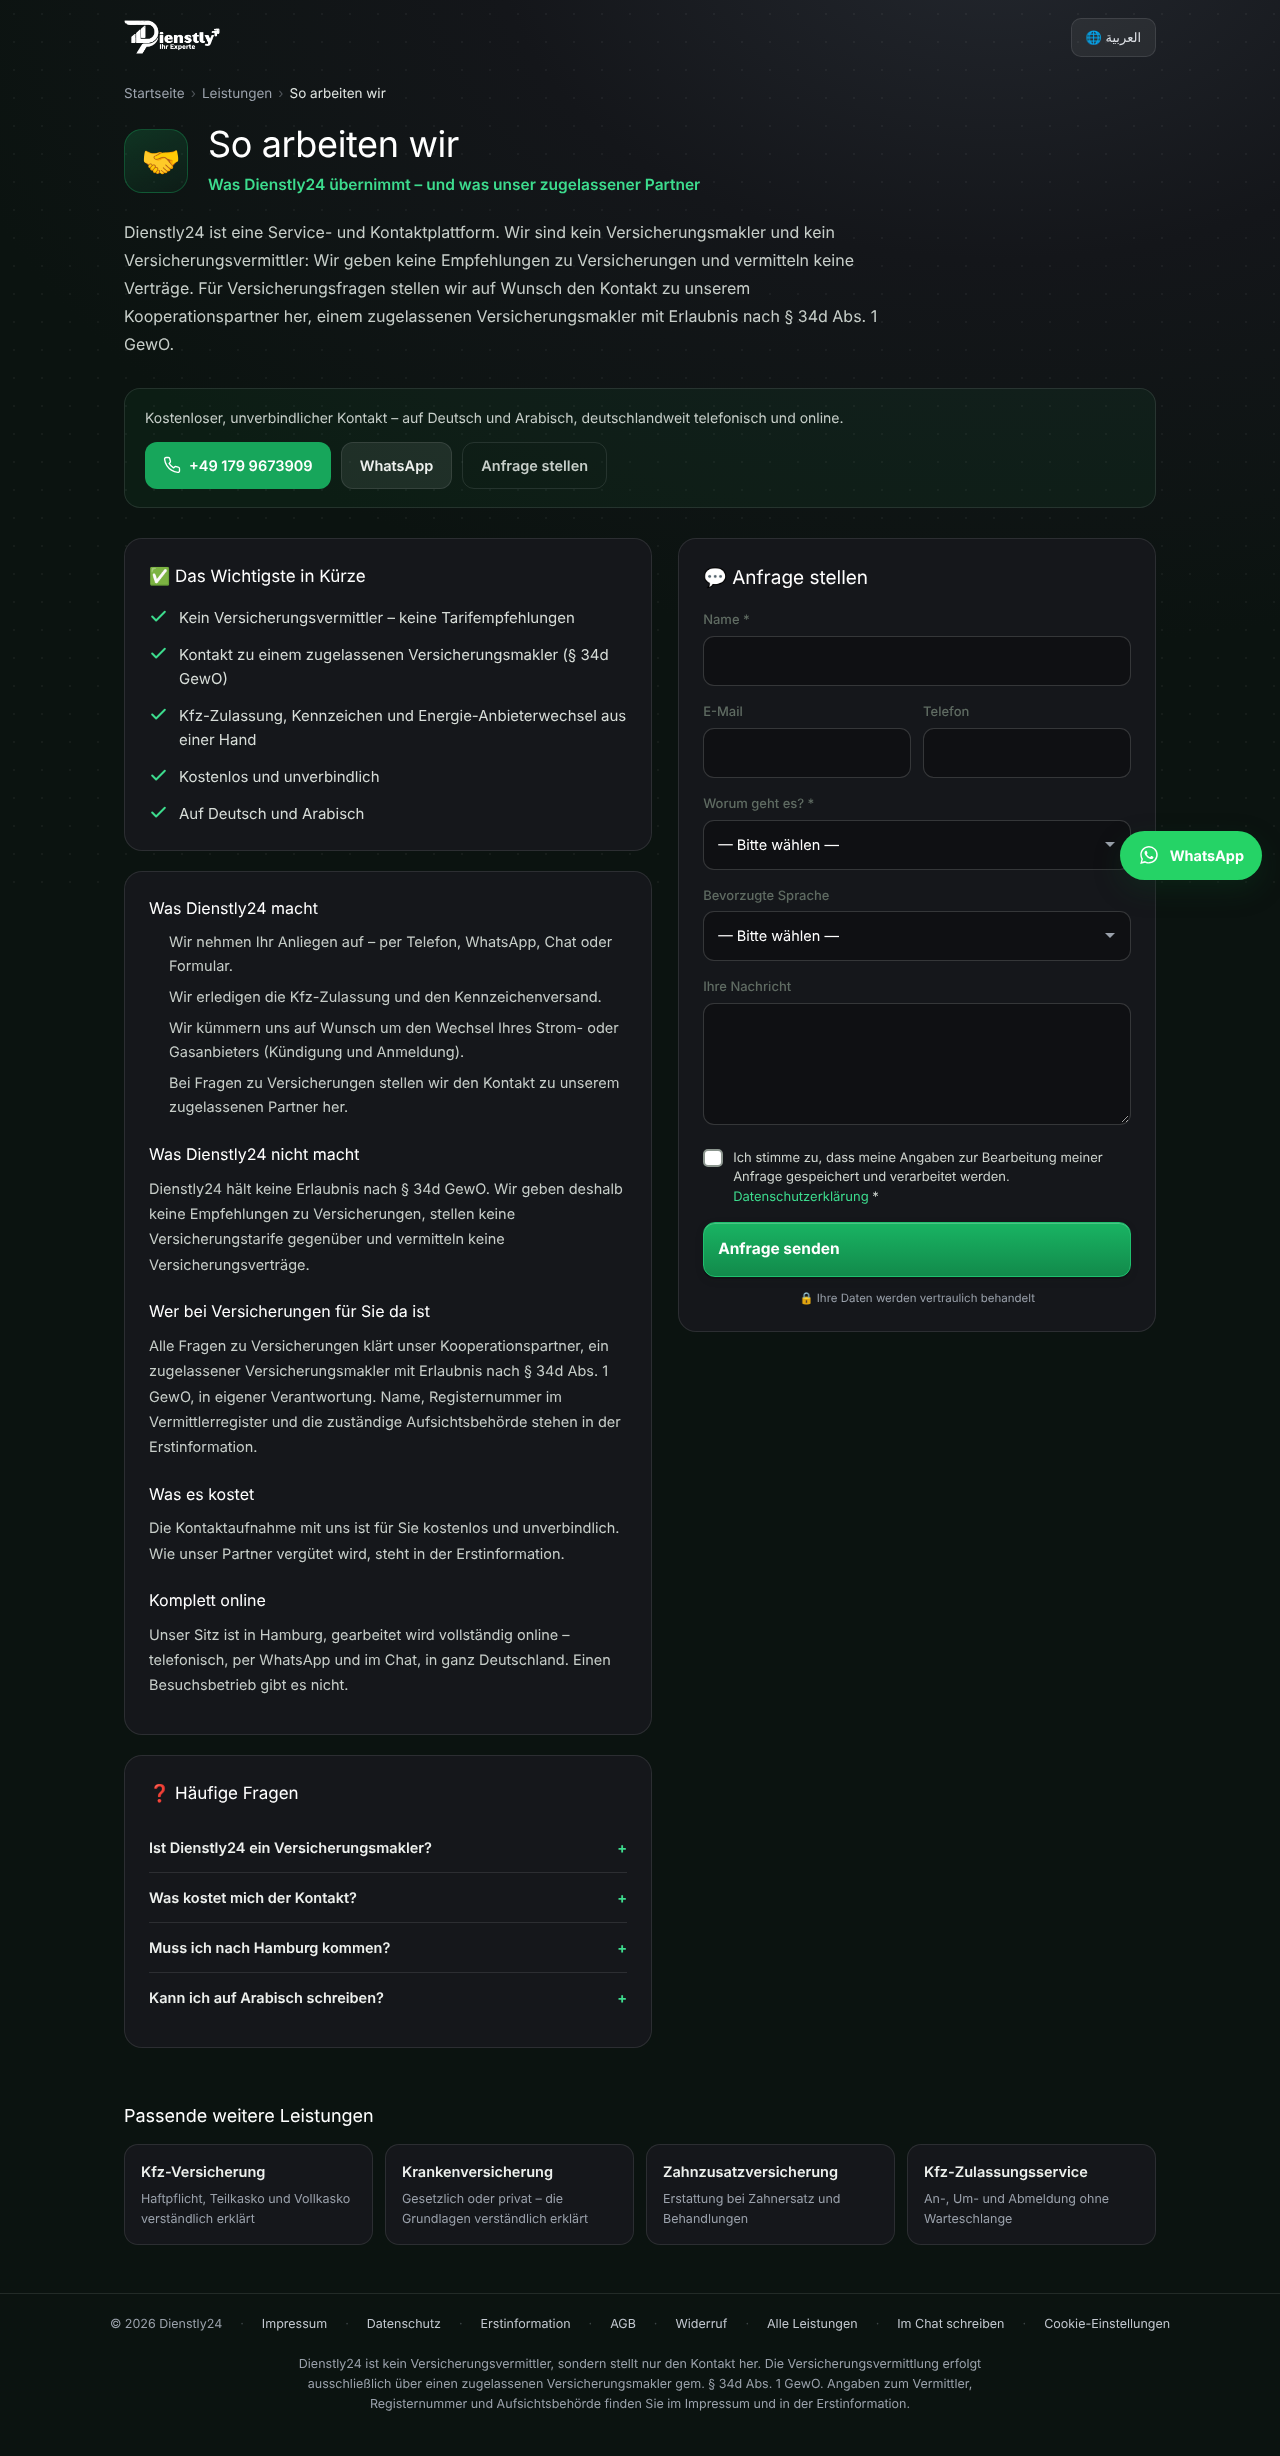 Dienstly
Ihr Experte
🌐 العربية
Startseite › Leistungen › So arbeiten wir
So arbeiten wir
Was Dienstly24 übernimmt – und was unser zugelassener Partner
Dienstly24 ist eine Service- und Kontaktplattform. Wir sind kein Versicherungsmakler und kein
Versicherungsvermittler: Wir geben keine Empfehlungen zu Versicherungen und vermitteln keine
Verträge. Für Versicherungsfragen stellen wir auf Wunsch den Kontakt zu unserem
Kooperationspartner her, einem zugelassenen Versicherungsmakler mit Erlaubnis nach § 34d Abs. 1
GewO.
Kostenloser, unverbindlicher Kontakt – auf Deutsch und Arabisch, deutschlandweit telefonisch und online.
+49 179 9673909
WhatsApp
Anfrage stellen
✅ Das Wichtigste in Kürze
Kein Versicherungsvermittler – keine Tarifempfehlungen
Kontakt zu einem zugelassenen Versicherungsmakler (§ 34d
GewO)
Kfz-Zulassung, Kennzeichen und Energie-Anbieterwechsel aus
einer Hand
Kostenlos und unverbindlich
Auf Deutsch und Arabisch
Was Dienstly24 macht
Wir nehmen Ihr Anliegen auf – per Telefon, WhatsApp, Chat oder
Formular.
Wir erledigen die Kfz-Zulassung und den Kennzeichenversand.
Wir kümmern uns auf Wunsch um den Wechsel Ihres Strom- oder
Gasanbieters (Kündigung und Anmeldung).
Bei Fragen zu Versicherungen stellen wir den Kontakt zu unserem
zugelassenen Partner her.
Was Dienstly24 nicht macht
Dienstly24 hält keine Erlaubnis nach § 34d GewO. Wir geben deshalb
keine Empfehlungen zu Versicherungen, stellen keine
Versicherungstarife gegenüber und vermitteln keine
Versicherungsverträge.
Wer bei Versicherungen für Sie da ist
Alle Fragen zu Versicherungen klärt unser Kooperationspartner, ein
zugelassener Versicherungsmakler mit Erlaubnis nach § 34d Abs. 1
GewO, in eigener Verantwortung. Name, Registernummer im
Vermittlerregister und die zuständige Aufsichtsbehörde stehen in der
Erstinformation.
Was es kostet
Die Kontaktaufnahme mit uns ist für Sie kostenlos und unverbindlich.
Wie unser Partner vergütet wird, steht in der Erstinformation.
Komplett online
Unser Sitz ist in Hamburg, gearbeitet wird vollständig online –
telefonisch, per WhatsApp und im Chat, in ganz Deutschland. Einen
Besuchsbetrieb gibt es nicht.
❓ Häufige Fragen
Ist Dienstly24 ein Versicherungsmakler? +
Was kostet mich der Kontakt? +
Muss ich nach Hamburg kommen? +
Kann ich auf Arabisch schreiben? +
💬 Anfrage stellen
Name *
E-Mail
Telefon
Worum geht es? *
— Bitte wählen —
Bevorzugte Sprache
— Bitte wählen —
Ihre Nachricht
Ich stimme zu, dass meine Angaben zur Bearbeitung meiner
Anfrage gespeichert und verarbeitet werden.
Datenschutzerklärung *
Anfrage senden
🔒 Ihre Daten werden vertraulich behandelt
WhatsApp
Passende weitere Leistungen
Kfz-Versicherung
Haftpflicht, Teilkasko und Vollkasko
verständlich erklärt
Krankenversicherung
Gesetzlich oder privat – die
Grundlagen verständlich erklärt
Zahnzusatzversicherung
Erstattung bei Zahnersatz und
Behandlungen
Kfz-Zulassungsservice
An-, Um- und Abmeldung ohne
Warteschlange
© 2026 Dienstly24 · Impressum · Datenschutz · Erstinformation · AGB · Widerruf · Alle Leistungen · Im Chat schreiben · Cookie-Einstellungen
Dienstly24 ist kein Versicherungsvermittler, sondern stellt nur den Kontakt her. Die Versicherungsvermittlung erfolgt
ausschließlich über einen zugelassenen Versicherungsmakler gem. § 34d Abs. 1 GewO. Angaben zum Vermittler,
Registernummer und Aufsichtsbehörde finden Sie im Impressum und in der Erstinformation.